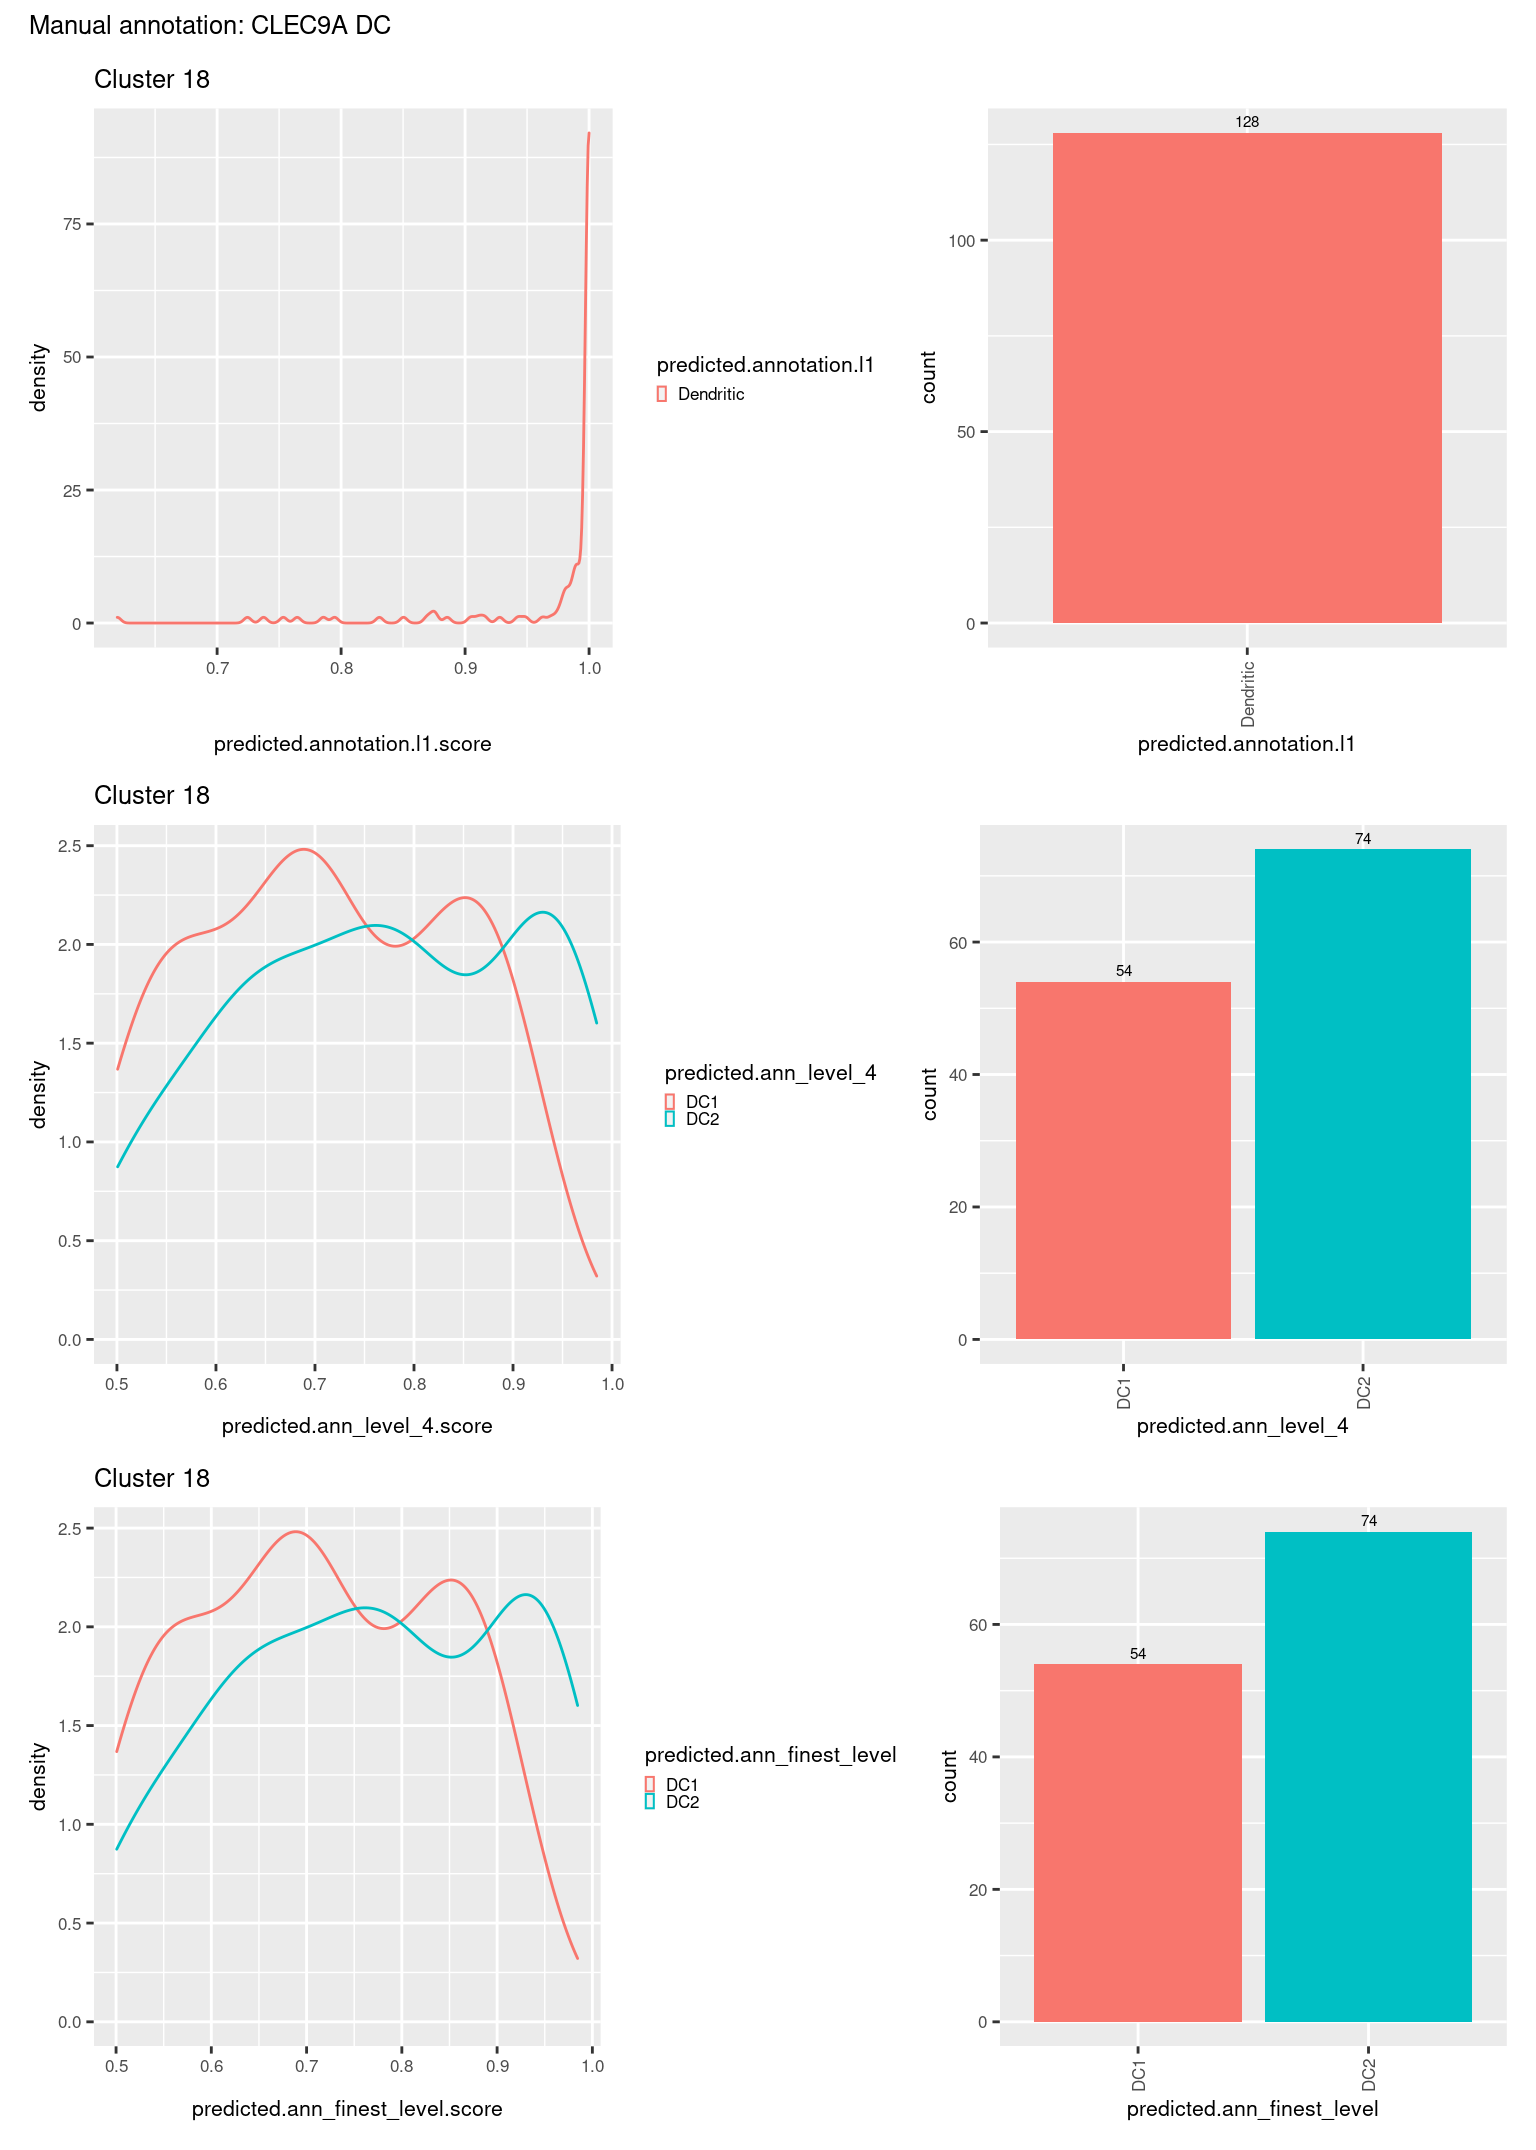 Manual annotation: CLEC9A DC
Cluster 18
density
75
50
25
0
0.7 0.8 0.9 1.0
predicted.annotation.l1.score
predicted.annotation.l1
Dendritic
count
100
50
0
128
Dendritic
predicted.annotation.l1
Cluster 18
density
2.5
2.0
1.5
1.0
0.5
0.0
0.5 0.6 0.7 0.8 0.9 1.0
predicted.ann_level_4.score
predicted.ann_level_4
DC1
DC2
count
60
40
20
0
54
74
DC1 DC2
predicted.ann_level_4
Cluster 18
density
2.5
2.0
1.5
1.0
0.5
0.0
0.5 0.6 0.7 0.8 0.9 1.0
predicted.ann_finest_level.score
predicted.ann_finest_level
DC1
DC2
count
60
40
20
0
54
74
DC1 DC2
predicted.ann_finest_level